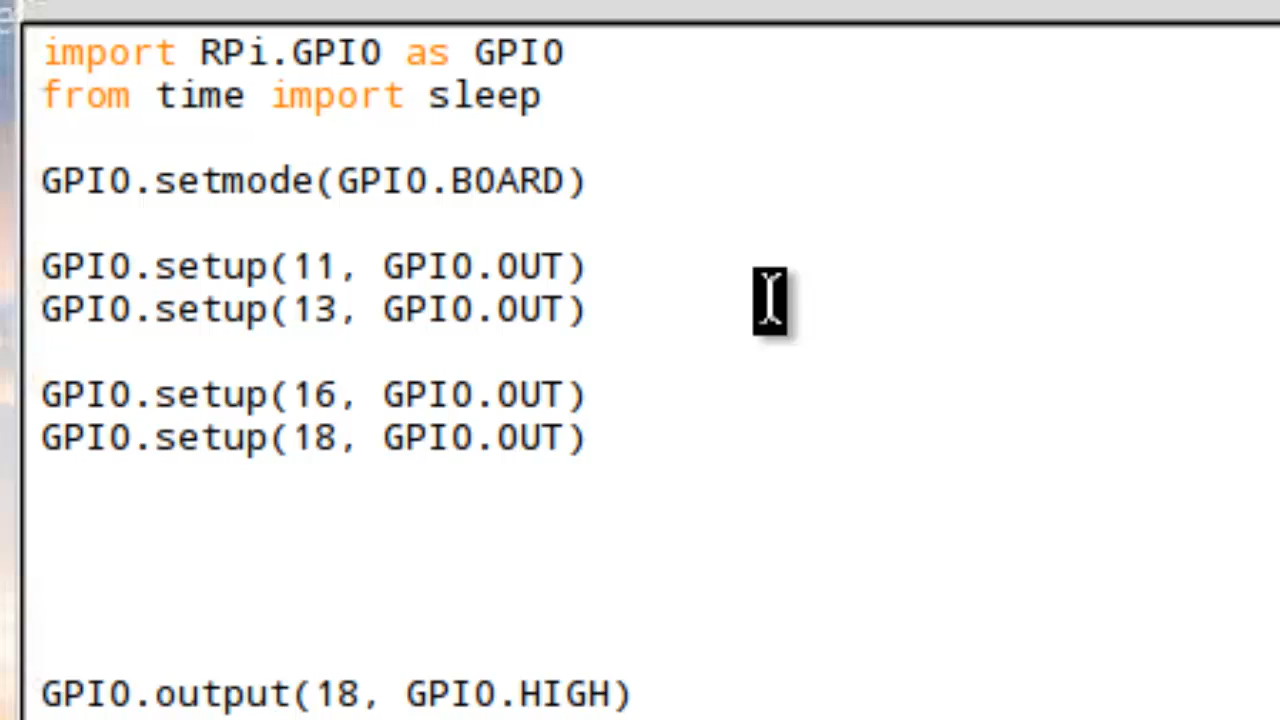 import RPi.GPIO as GPIO
from time import sleep
GPIO.setmode(GPIO.BOARD)
GPIO.setup(11, GPIO.OUT)
GPIO.setup(13, GPIO.OUT)
GPIO.setup(16, GPIO.OUT)
GPIO.setup(18, GPIO.OUT)
GPIO.output(18, GPIO.HIGH)